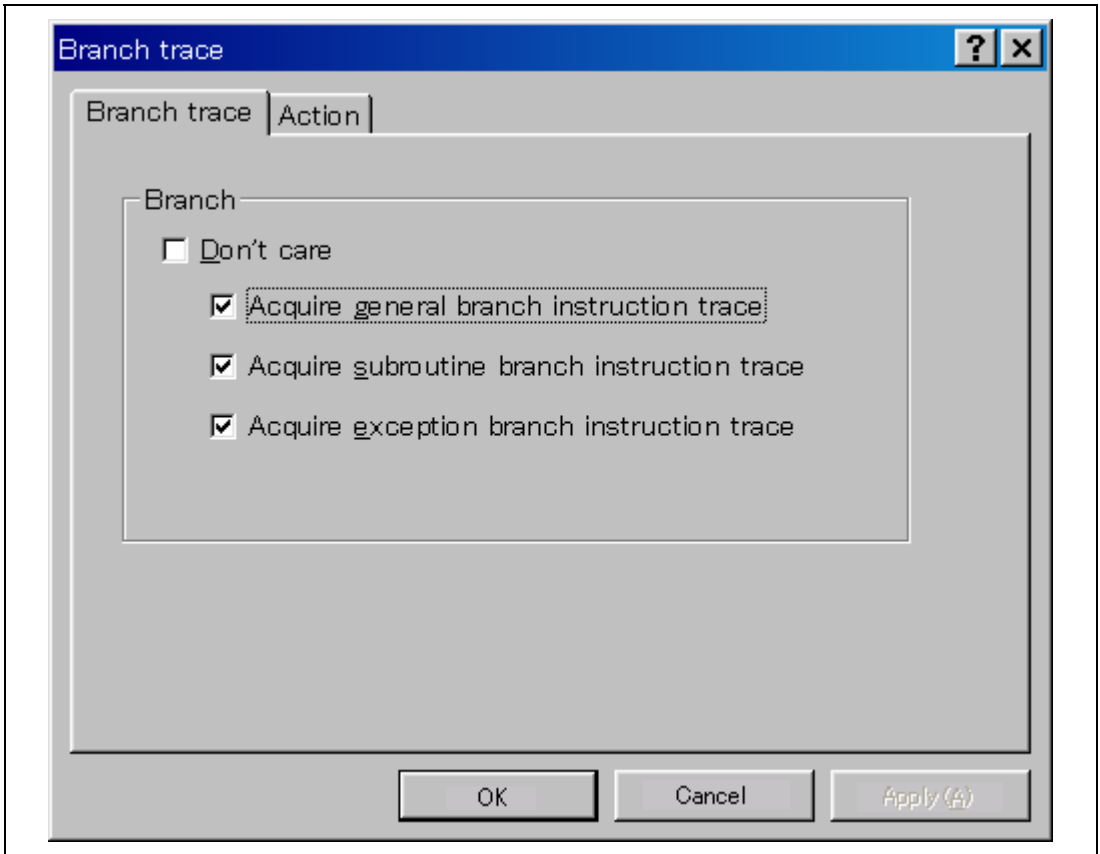 Branch trace
Branch trace Action
Branch
Don't care
Acquire general branch instruction trace
Acquire subroutine branch instruction trace
Acquire exception branch instruction trace
OK Cancel Apply(A)